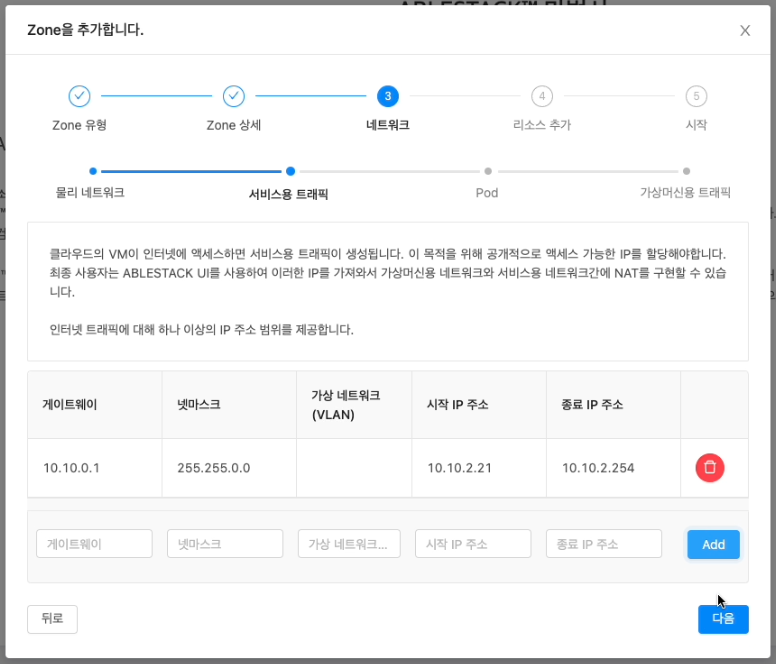 Zone을 추가합니다.
3
4
5
Zone 유형
Zone 상세
네트워크
리소스 추가
시작
물리 네트워크
서비스용 트래픽
Pod
가상머신용 트래픽
클라우드의 VM이 인터넷에 액세스하면 서비스용 트래픽이 생성됩니다. 이 목적을 위해 공개적으로 액세스 가능한 IP를 할당해야합니다.
최종 사용자는 ABLESTACK UI를 사용하여 이러한 IP를 가져와서 가상머신용 네트워크와 서비스용 네트워크간에 NAT를 구현할 수 있습
니다.
인터넷 트래픽에 대해 하나 이상의 IP 주소 범위를 제공합니다.
게이트웨이
넷마스크
가상 네트워크
(VLAN)
시작 IP 주소
종료 IP 주소
10.10.0.1
255.255.0.0
10.10.2.21
10.10.2.254
게이트웨이
넷마스크
가상 네트워크...
시작 IP 주소
종료 IP 주소
Add
뒤로
다음